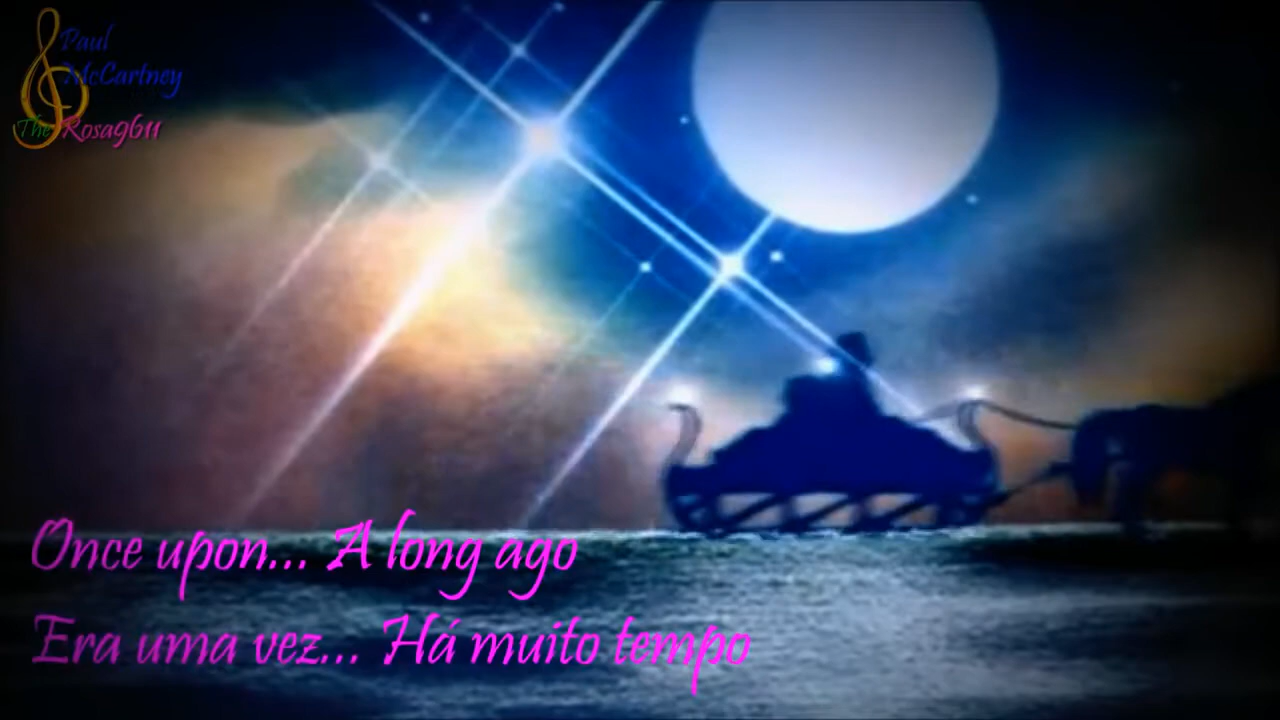 Paul
McCartney
The Rosa9611
Once upon... A long ago
Era uma vez... Há muito tempo